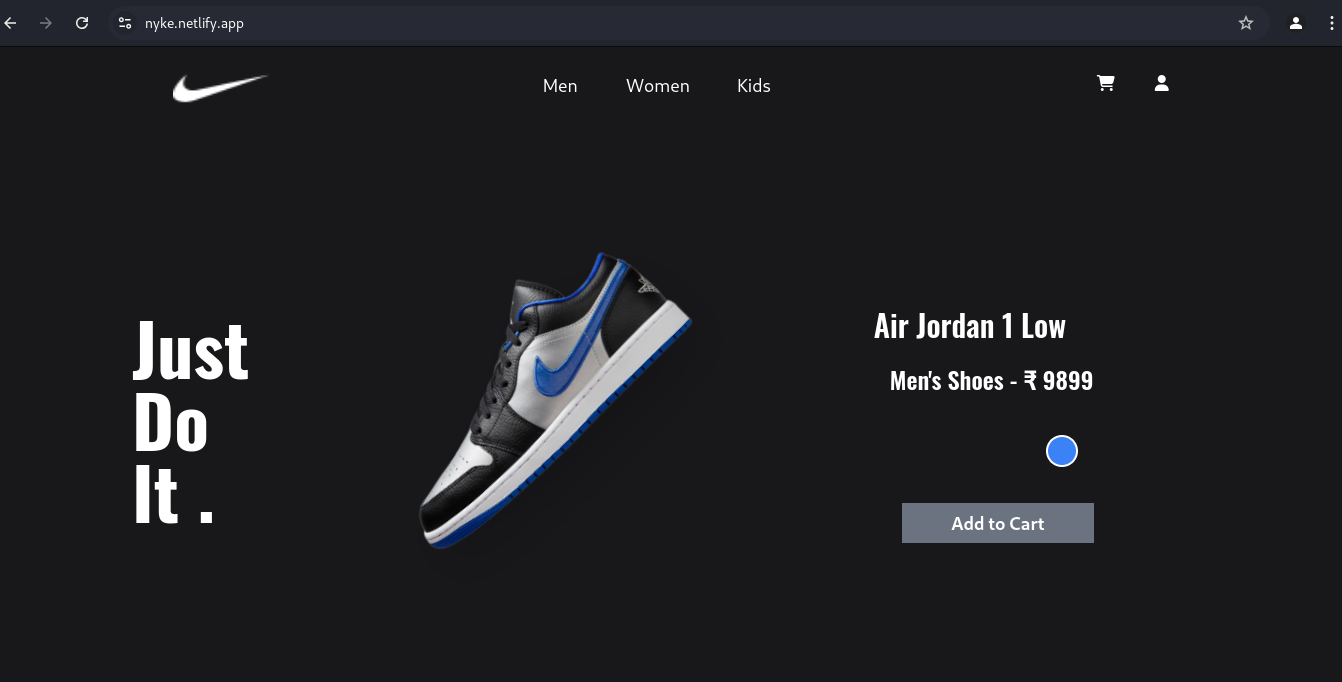 nyke.netlify.app
Men Women Kids
Just
Do
It .
Air Jordan 1 Low
Men's Shoes - ₹ 9899
Add to Cart